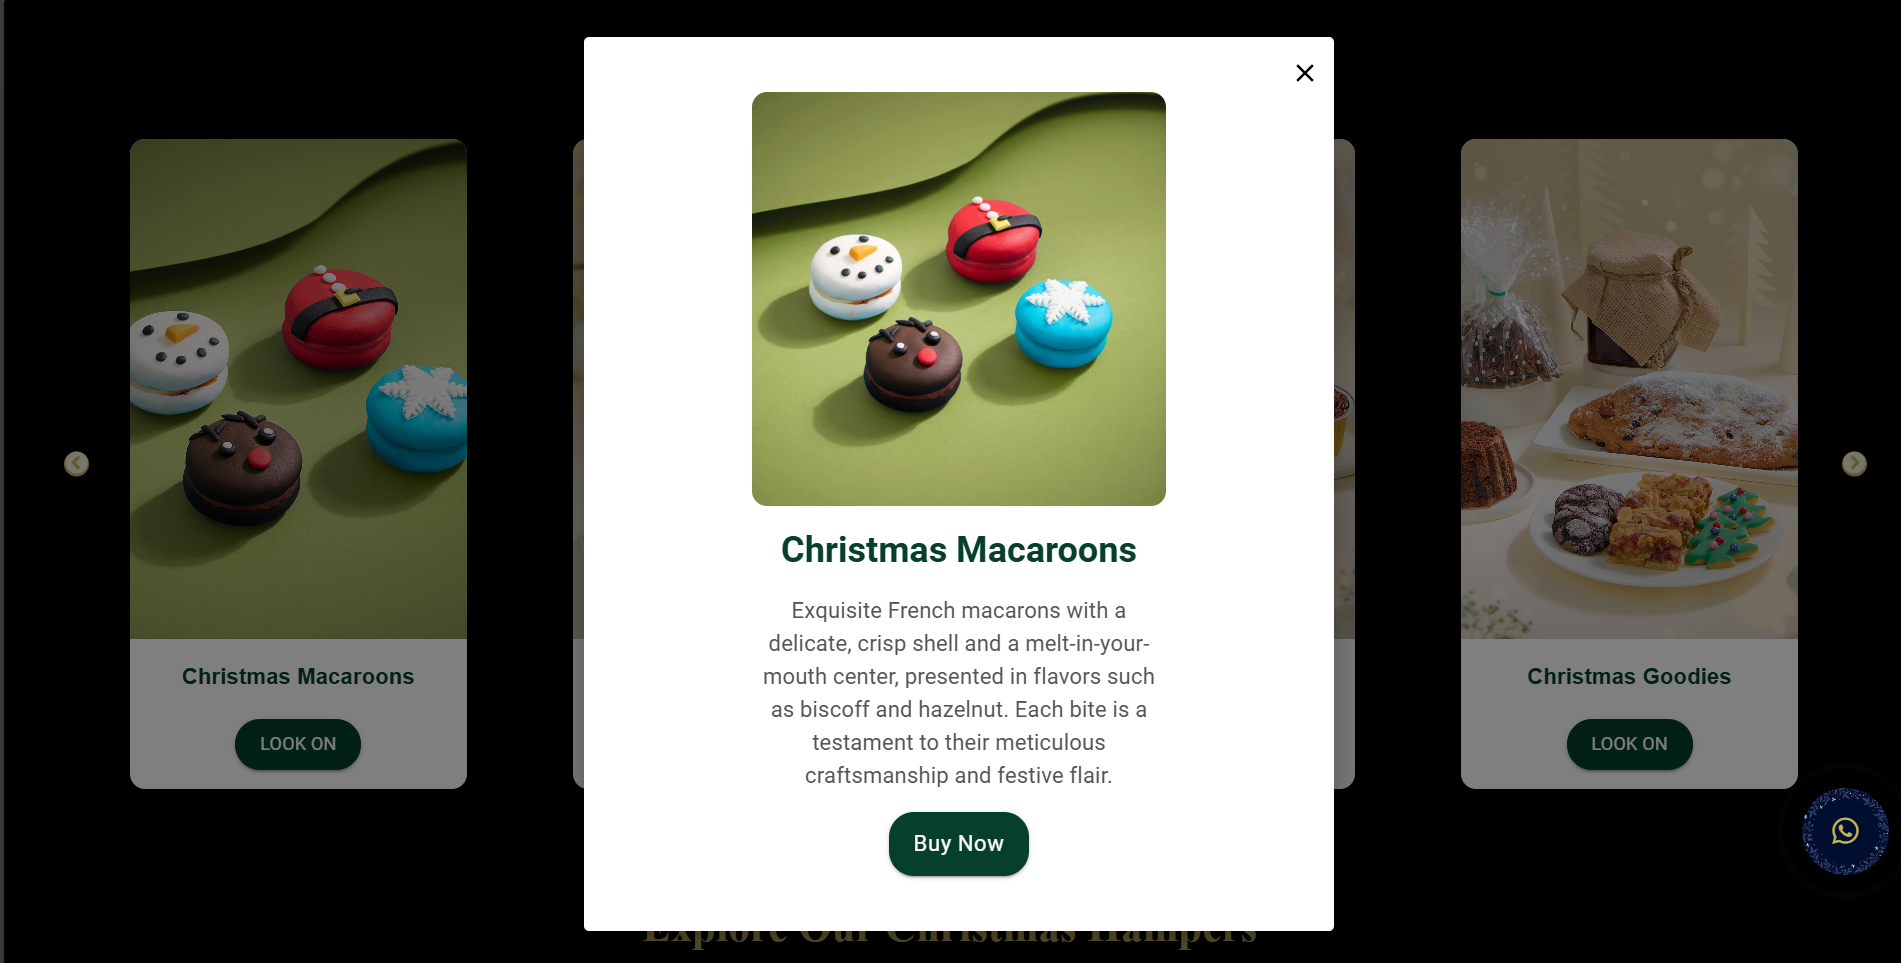 Christmas Macaroons
Exquisite French macarons with a
delicate, crisp shell and a melt-in-your-
mouth center, presented in flavors such
as biscoff and hazelnut. Each bite is a
testament to their meticulous
craftsmanship and festive flair.
Buy Now
Christmas Macaroons
LOOK ON
Christmas Goodies
LOOK ON
Explore Our Christmas Hampers